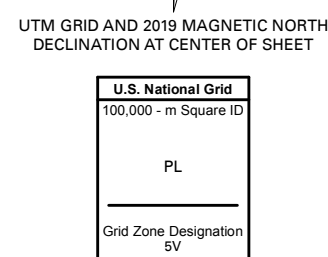 UTM GRID AND 2019 MAGNETIC NORTH
DECLINATION AT CENTER OF SHEET
U.S. National Grid
100,000 - m Square ID
PL
Grid Zone Designation
5V